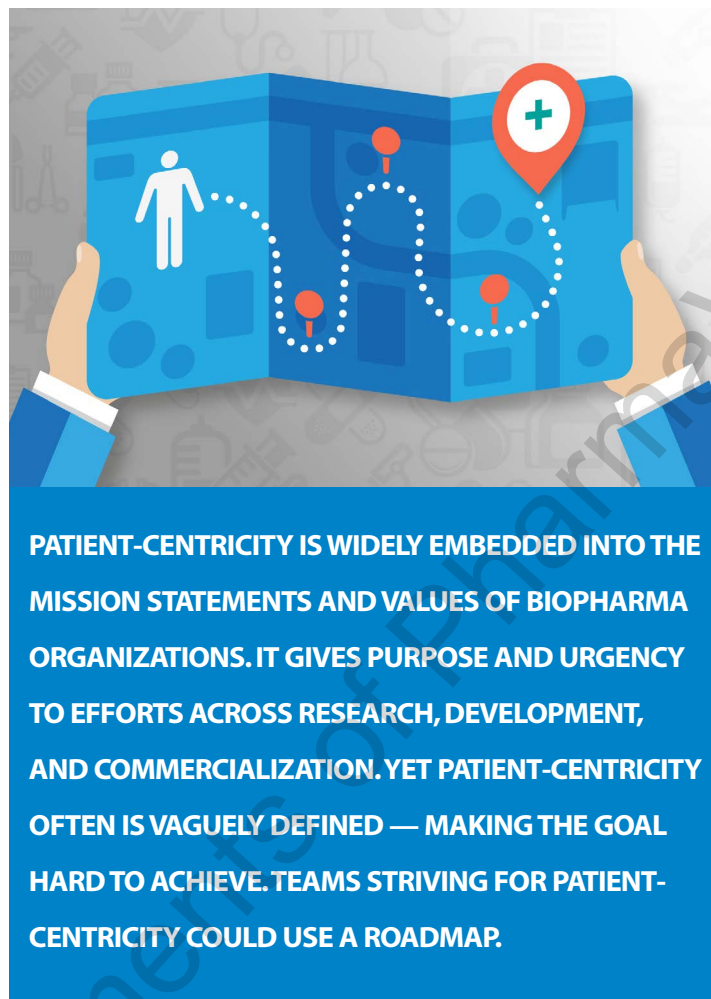 PATIENT-CENTRICITY IS WIDELY EMBEDDED INTO THE
MISSION STATEMENTS AND VALUES OF BIOPHARMA
ORGANIZATIONS. IT GIVES PURPOSE AND URGENCY
TO EFFORTS ACROSS RESEARCH, DEVELOPMENT,
AND COMMERCIALIZATION. YET PATIENT-CENTRICITY
OFTEN IS VAGUELY DEFINED — MAKING THE GOAL
HARD TO ACHIEVE. TEAMS STRIVING FOR PATIENT-
CENTRICITY COULD USE A ROADMAP.
of